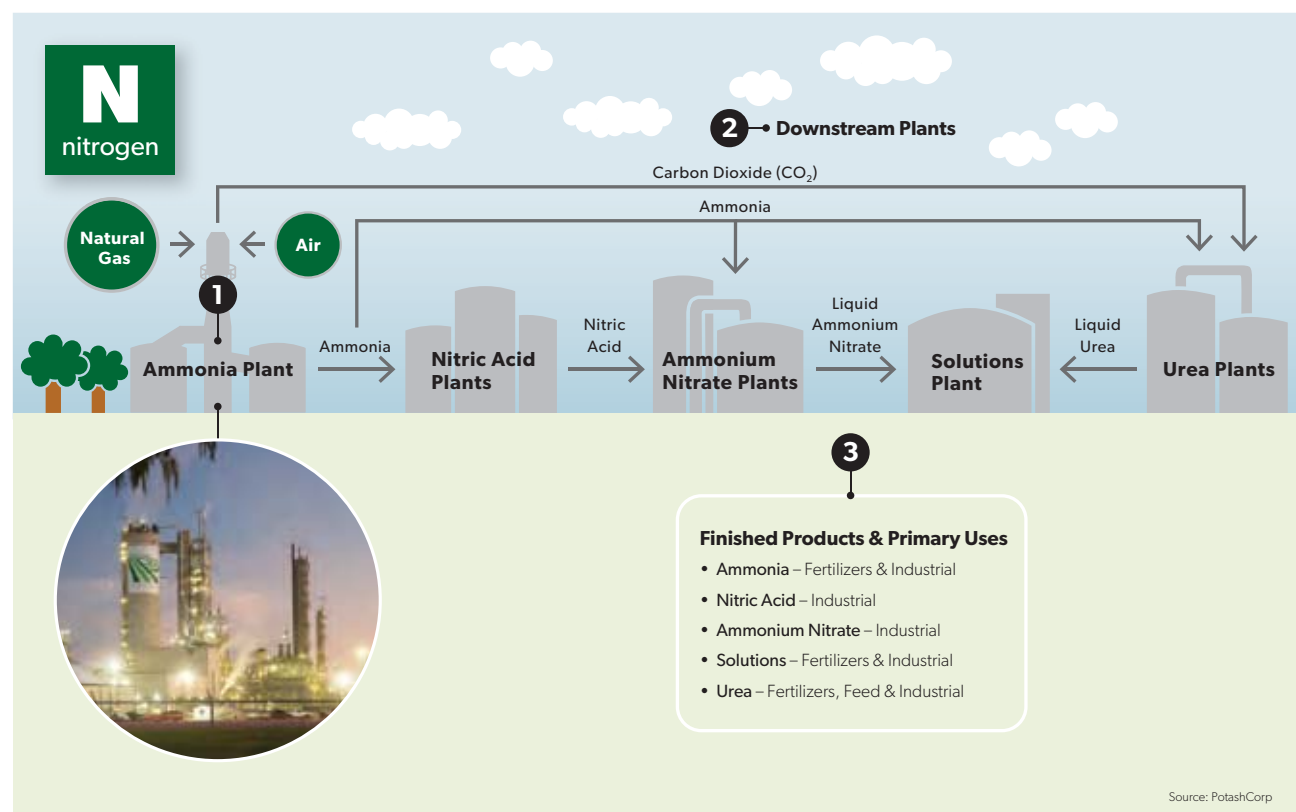 N
nitrogen
2
Downstream Plants
Carbon Dioxide (CO₂)
Ammonia
Natural
Gas
Air
1
Ammonia Plant
Ammonia
Nitric Acid
Plants
Nitric
Acid
Ammonium
Nitrate Plants
Liquid
Ammonium
Nitrate
Solutions
Plant
Liquid
Urea
Urea Plants
3
Finished Products & Primary Uses
• Ammonia – Fertilizers & Industrial
• Nitric Acid – Industrial
• Ammonium Nitrate – Industrial
• Solutions – Fertilizers & Industrial
• Urea – Fertilizers, Feed & Industrial
Source: PotashCorp